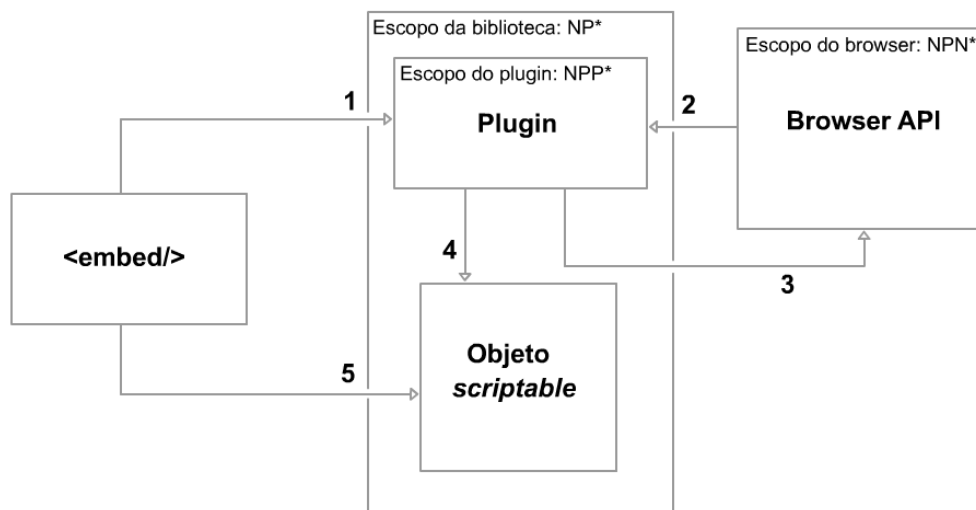 Escopo da biblioteca: NP*
Escopo do browser: NPN*
Escopo do plugin: NPP*
1
Plugin
2
Browser API
<embed/>
4
3
Objeto
scriptable
5